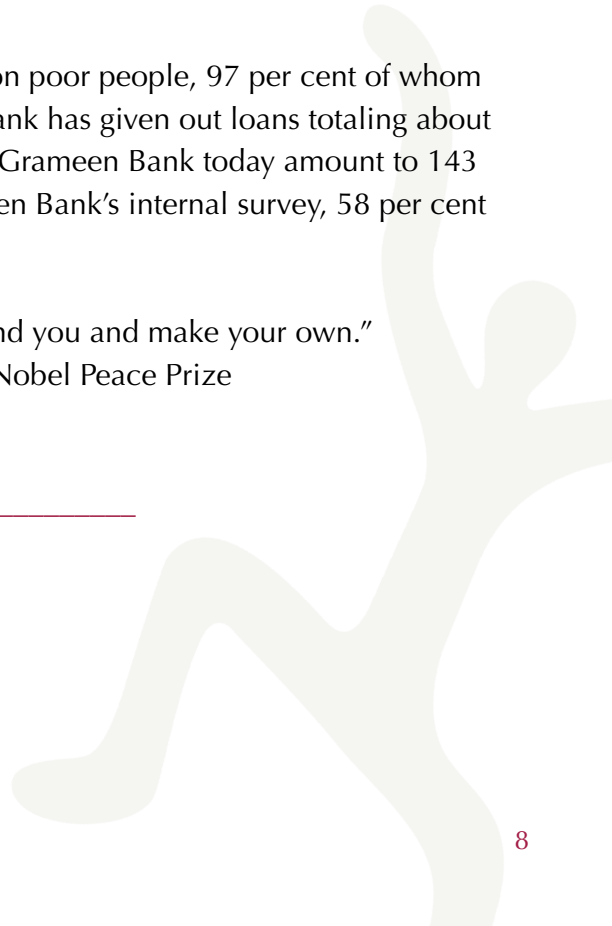 on poor people, 97 per cent of whom
ank has given out loans totaling about
Grameen Bank today amount to 143
en Bank’s internal survey, 58 per cent
nd you and make your own.”
Nobel Peace Prize
8